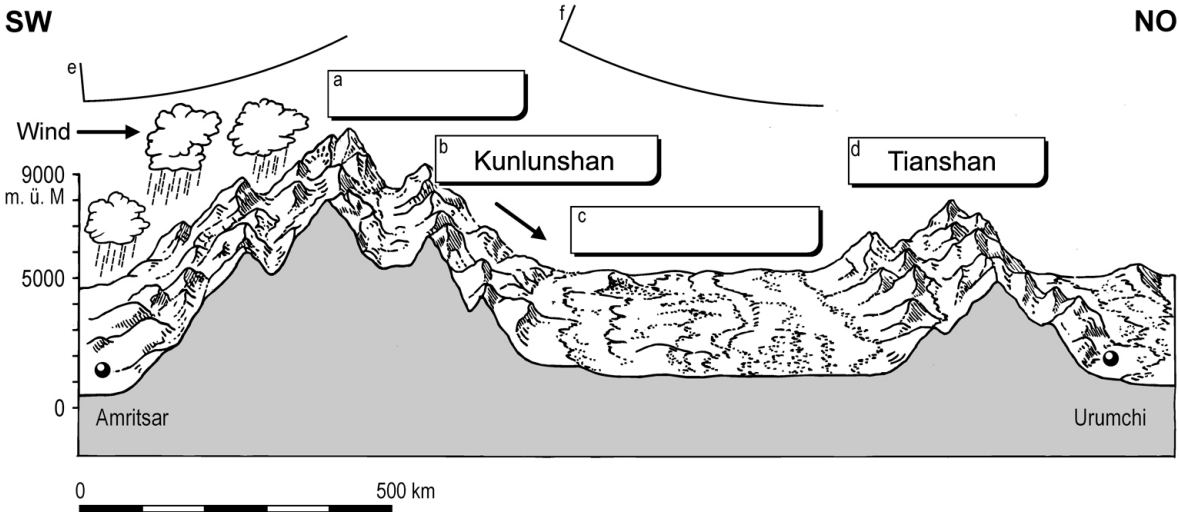 SW
f
NO
e
a
Wind
b Kunlunshan
d Tianshan
9000
m. ü. M
c
5000
0
Amritsar
Urumchi
0 500 km